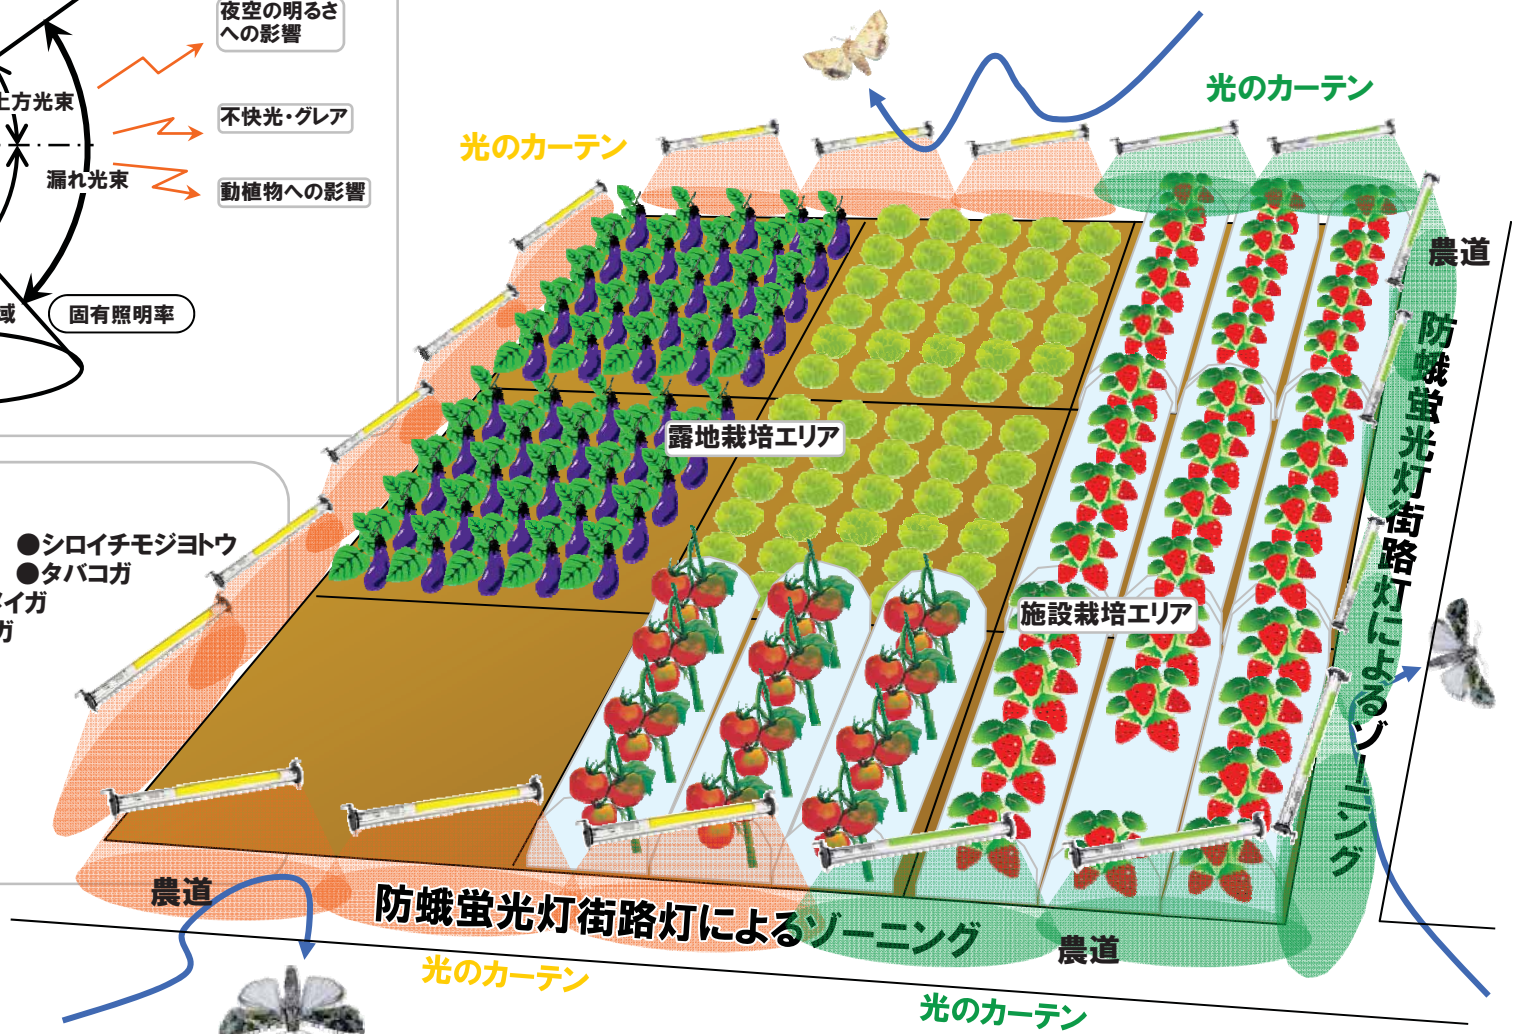 夜空の明るさ
への影響
上方光束
不快光・グレア
漏れ光束
動植物への影響
域
固有照明率
光のカーテン
光のカーテン
農道
防蛾蛍光灯街路灯によるゾーニング
露地栽培エリア
●シロイチモジヨトウ
●タバコガ
メイガ
ガ
施設栽培エリア
農道
防蛾蛍光灯街路灯によるゾーニング
農道
光のカーテン
光のカーテン